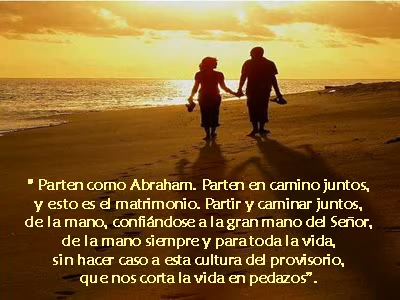 " Parten como Abraham. Parten en camino juntos,
y esto es el matrimonio. Partir y caminar juntos,
de la mano, confiándose a la gran mano del Señor,
de la mano siempre y para toda la vida,
sin hacer caso a esta cultura del provisorio,
que nos corta la vida en pedazos".